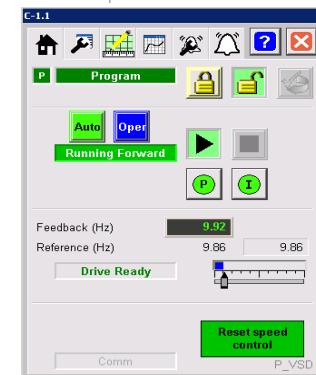 C-1.1
?
P Program
Auto Oper
Running Forward
P I
Feedback (Hz) 9.92
Reference (Hz) 9.86 9.86
Drive Ready
Reset speed
control
Comm P_VSD